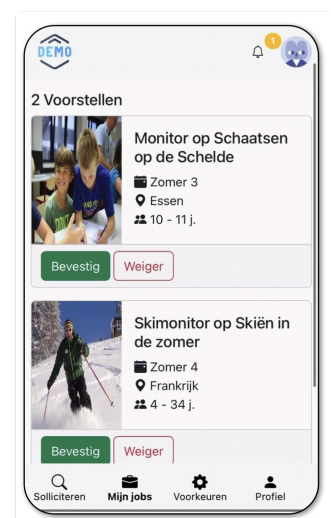 DEMO
1
2 Voorstellen
Monitor op Schaatsen
op de Schelde
Zomer 3
Essen
10 - 11 j.
Bevestig Weiger
Skimonitor op Skiën in
de zomer
Zomer 4
Frankrijk
4 - 34 j.
Bevestig Weiger
Solliciteren Mijn jobs Voorkeuren Profiel